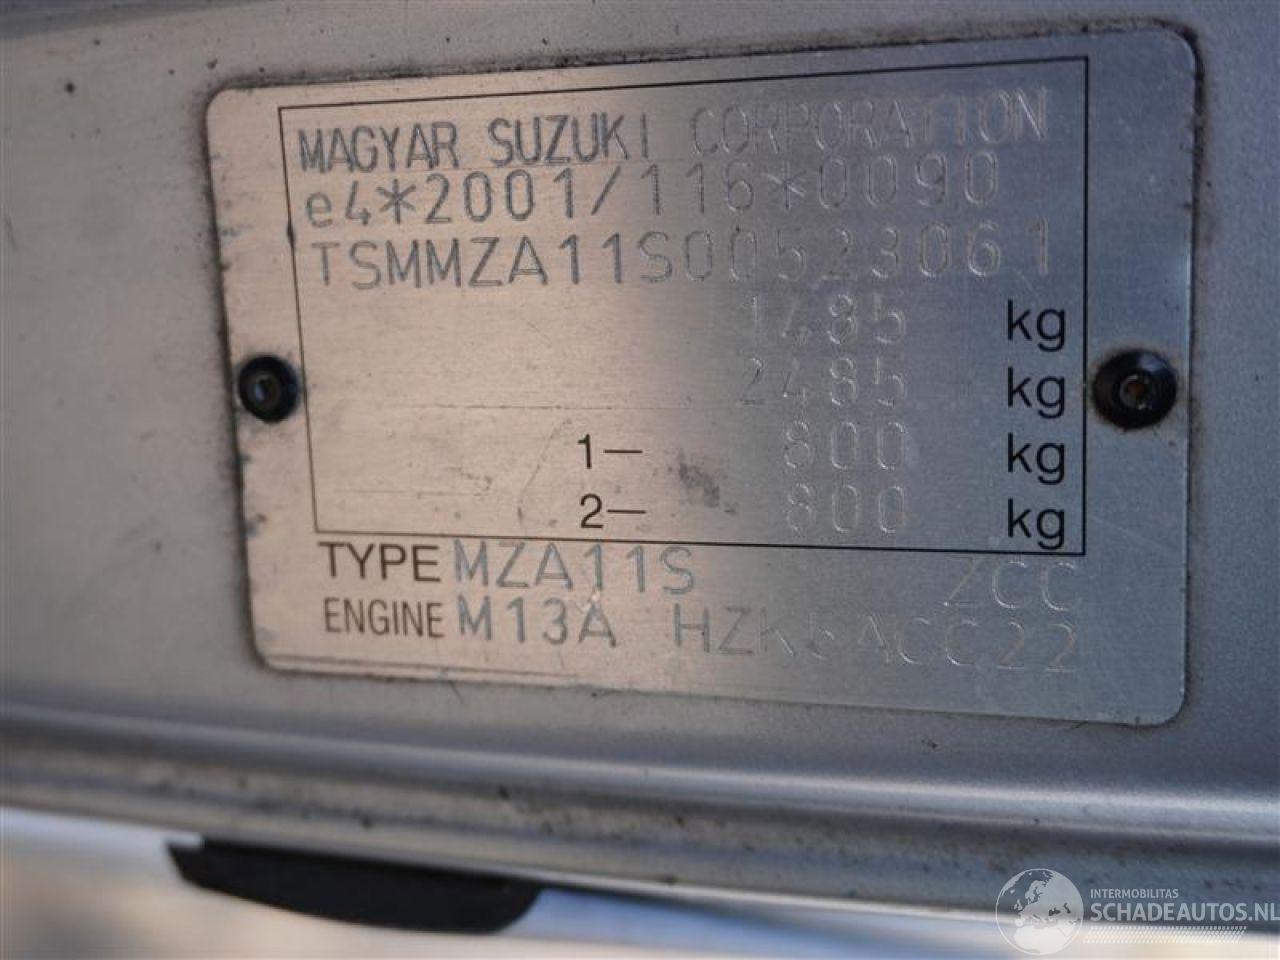 MAGYAR SUZUKI CORPORATION
e4*2001/116*0090
TSMMZA11S00523061
1485 kg
2485 kg
1– 800 kg
2– 800 kg
TYPE MZA11S ZCC
ENGINE M13A HZK5ACC22
INTERMOBILITAS
SCHADEAUTOS.NL